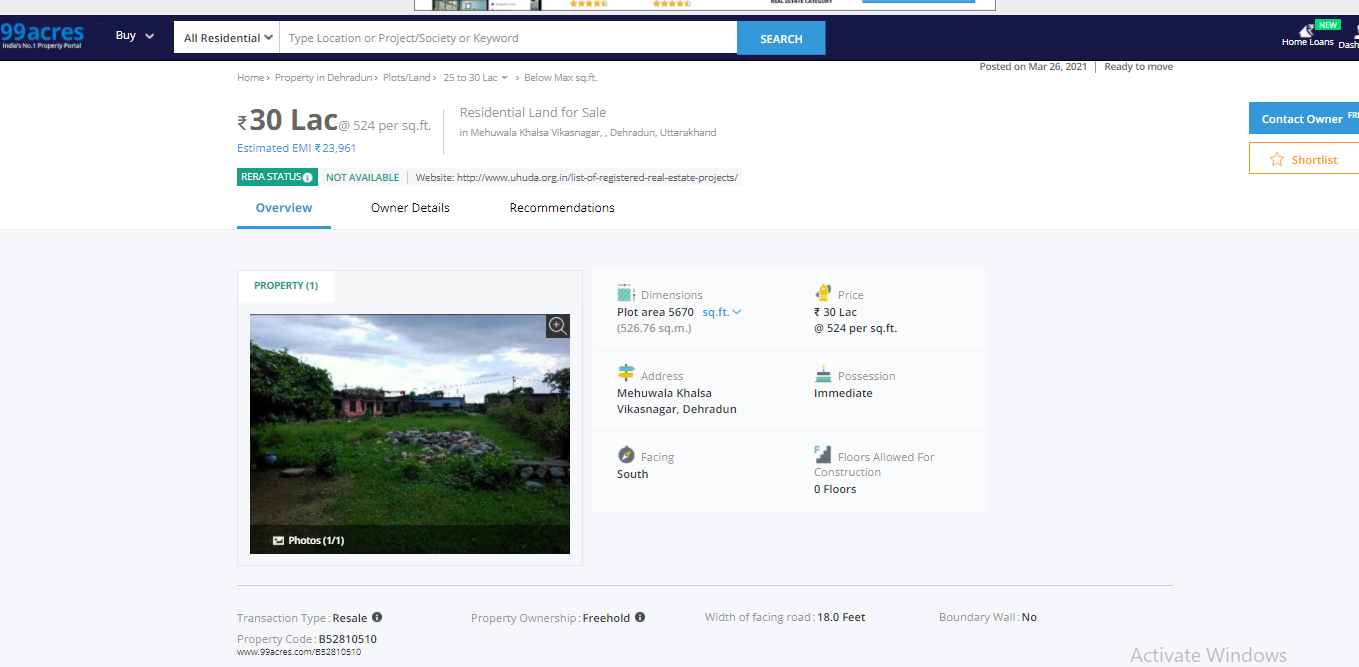 REAL ESTATE CATEGORY
99acres
India's No.1 Property Portal
Buy
All Residential
Type Location or Project/Society or Keyword
SEARCH
NEW
Home Loans
Dash
Home › Property in Dehradun › Plots/Land › 25 to 30 Lac › Below Max sq.ft.
Posted on Mar 26, 2021 | Ready to move
₹ 30 Lac @ 524 per sq.ft.
Estimated EMI ₹ 23,961
Residential Land for Sale
in Mehuwala Khalsa Vikasnagar, , Dehradun, Uttarakhand
Contact Owner FRE
Shortlist
RERA STATUS NOT AVAILABLE | Website: http://www.uhuda.org.in/list-of-registered-real-estate-projects/
Overview
Owner Details
Recommendations
PROPERTY (1)
Photos (1/1)
Dimensions
Plot area 5670 sq.ft.
(526.76 sq.m.)
Price
₹ 30 Lac
@ 524 per sq.ft.
Address
Mehuwala Khalsa
Vikasnagar, Dehradun
Possession
Immediate
Facing
South
Floors Allowed For
Construction
0 Floors
Transaction Type : Resale
Property Ownership : Freehold
Width of facing road : 18.0 Feet
Boundary Wall : No
Property Code : B52810510
www.99acres.com/B52810510
Activate Windows